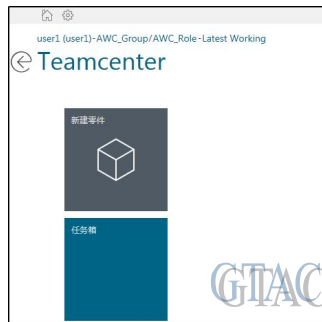 user1 (user1)-AWC_Group/AWC_Role-Latest Working
Teamcenter
新建零件
任务箱
GTAC